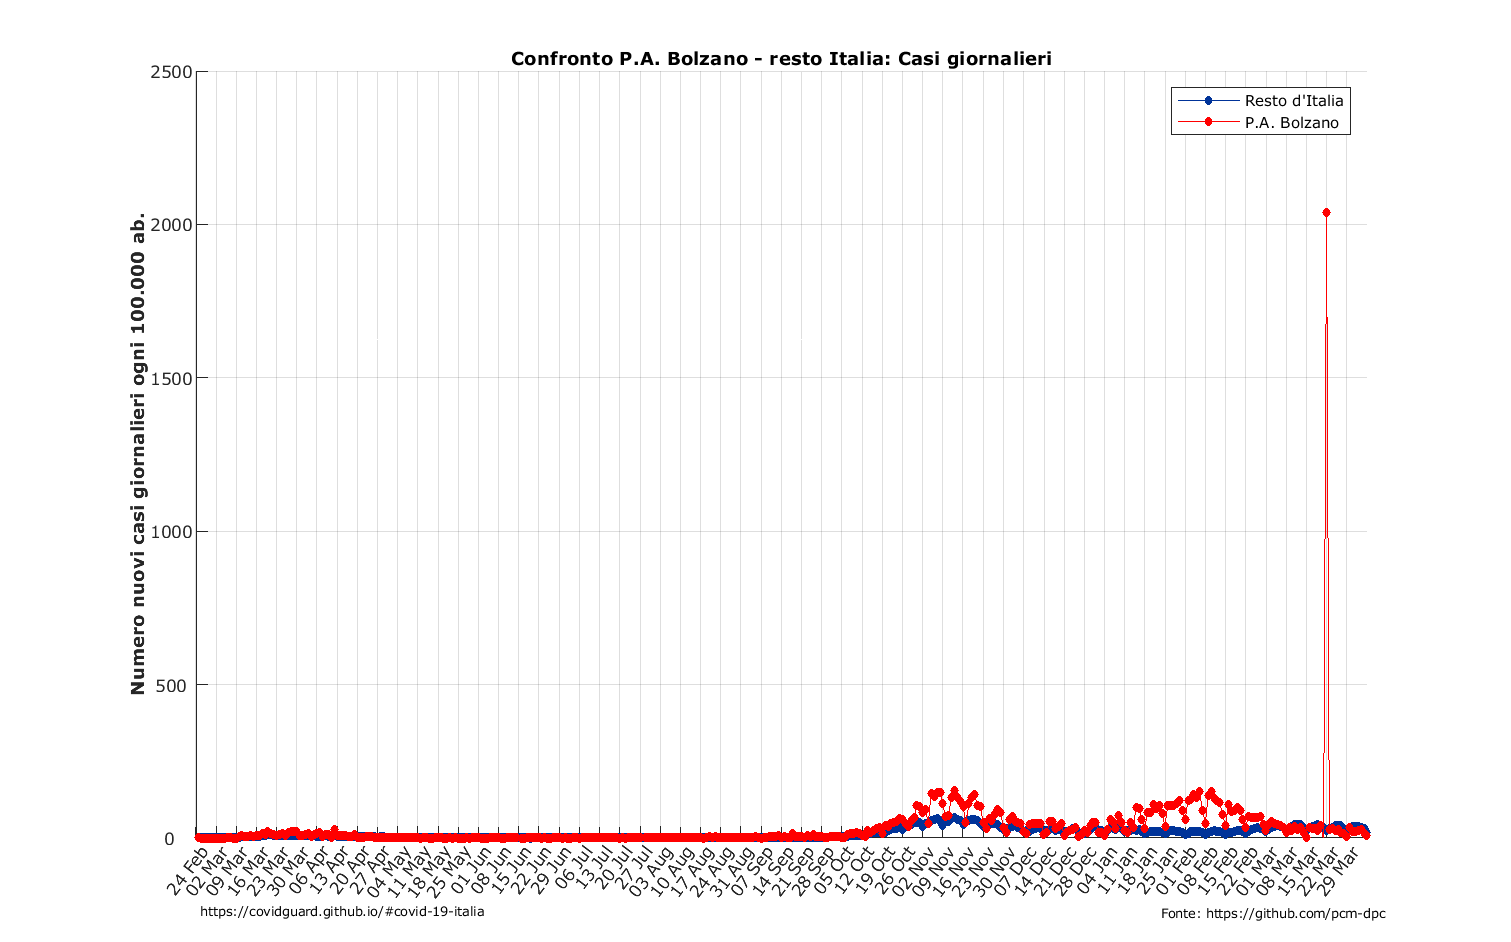 Confronto P.A. Bolzano - resto Italia: Casi giornalieri
Resto d'Italia
P.A. Bolzano
Numero nuovi casi giornalieri ogni 100.000 ab.
2500
2000
1500
1000
500
0
24 Feb
02 Mar
09 Mar
16 Mar
23 Mar
30 Mar
06 Apr
13 Apr
20 Apr
27 Apr
04 May
11 May
18 May
25 May
01 Jun
08 Jun
15 Jun
22 Jun
29 Jun
06 Jul
13 Jul
20 Jul
27 Jul
03 Aug
10 Aug
17 Aug
24 Aug
31 Aug
07 Sep
14 Sep
21 Sep
28 Sep
05 Oct
12 Oct
19 Oct
26 Oct
02 Nov
09 Nov
16 Nov
23 Nov
30 Nov
07 Dec
14 Dec
21 Dec
28 Dec
04 Jan
11 Jan
18 Jan
25 Jan
01 Feb
08 Feb
15 Feb
22 Feb
01 Mar
08 Mar
15 Mar
22 Mar
29 Mar
https://covidguard.github.io/#covid-19-italia
Fonte: https://github.com/pcm-dpc